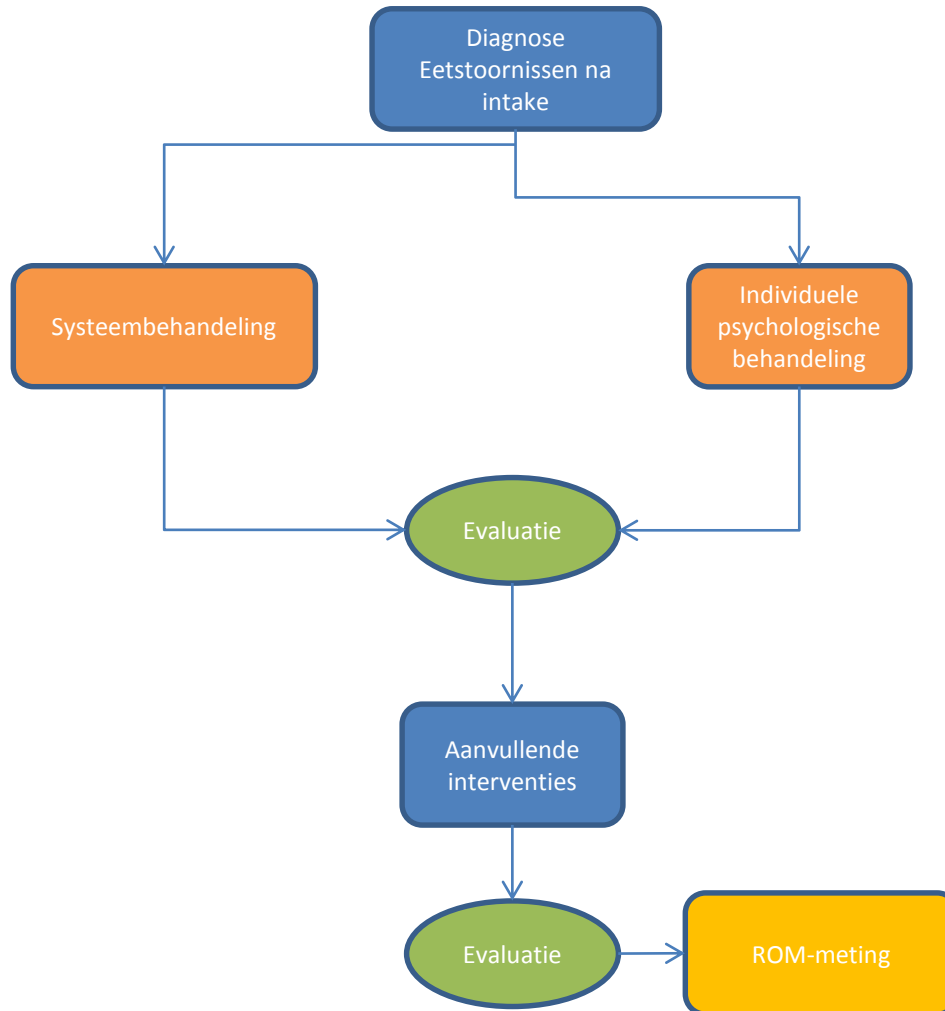 Diagnose
Eetstoornissen na
intake
Systeembehandeling
Individuele
psychologische
behandeling
Evaluatie
Aanvullende
interventies
Evaluatie
ROM-meting